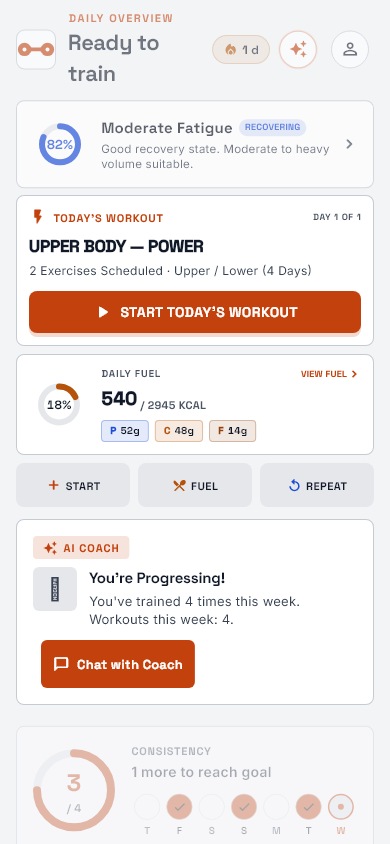 DAILY OVERVIEW
Ready to
train
1 d
82%
Moderate Fatigue RECOVERING
Good recovery state. Moderate to heavy
volume suitable.
TODAY'S WORKOUT
DAY 1 OF 1
UPPER BODY — POWER
2 Exercises Scheduled · Upper / Lower (4 Days)
START TODAY'S WORKOUT
18%
DAILY FUEL
VIEW FUEL
540 / 2945 KCAL
P 52g C 48g F 14g
START
FUEL
REPEAT
AI COACH
You're Progressing!
You've trained 4 times this week.
Workouts this week: 4.
Chat with Coach
3
/ 4
CONSISTENCY
1 more to reach goal
T F S S M T W